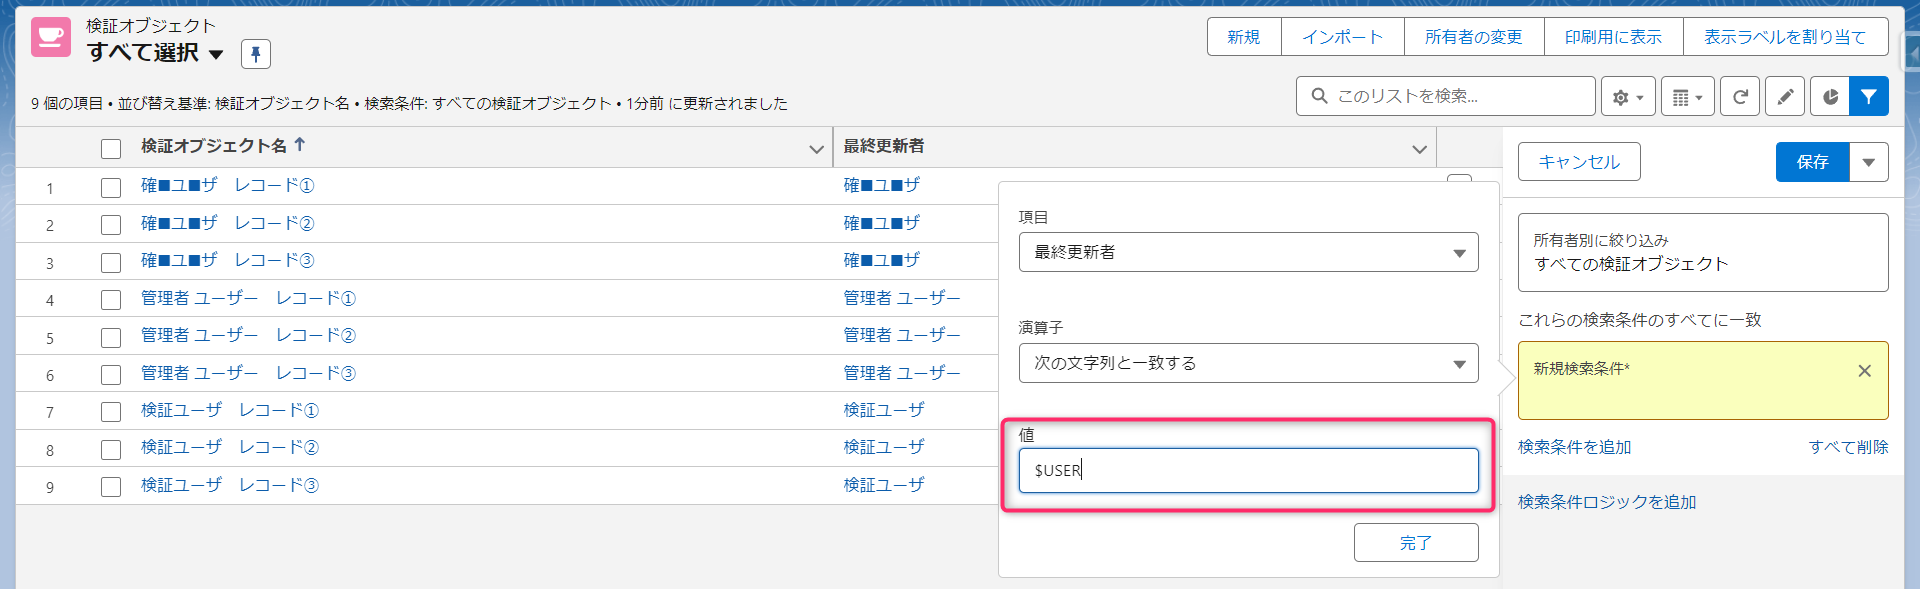 検証オブジェクト
すべて選択
新規 インポート 所有者の変更 印刷用に表示 表示ラベルを割り当て
9 個の項目 • 並び替え基準: 検証オブジェクト名 • 検索条件: すべての検証オブジェクト • 1分前 に更新されました
このリストを検索...
検証オブジェクト名 ↑ 最終更新者
1 確■ユ■ザ レコード① 確■ユ■ザ
2 確■ユ■ザ レコード② 確■ユ■ザ
3 確■ユ■ザ レコード③ 確■ユ■ザ
4 管理者 ユーザー レコード① 管理者 ユーザー
5 管理者 ユーザー レコード② 管理者 ユーザー
6 管理者 ユーザー レコード③ 管理者 ユーザー
7 検証ユーザ レコード① 検証ユーザ
8 検証ユーザ レコード② 検証ユーザ
9 検証ユーザ レコード③ 検証ユーザ
項目
最終更新者
演算子
次の文字列と一致する
値
$USER
完了
キャンセル 保存
所有者別に絞り込み
すべての検証オブジェクト
これらの検索条件のすべてに一致
新規検索条件*
検索条件を追加 すべて削除
検索条件ロジックを追加